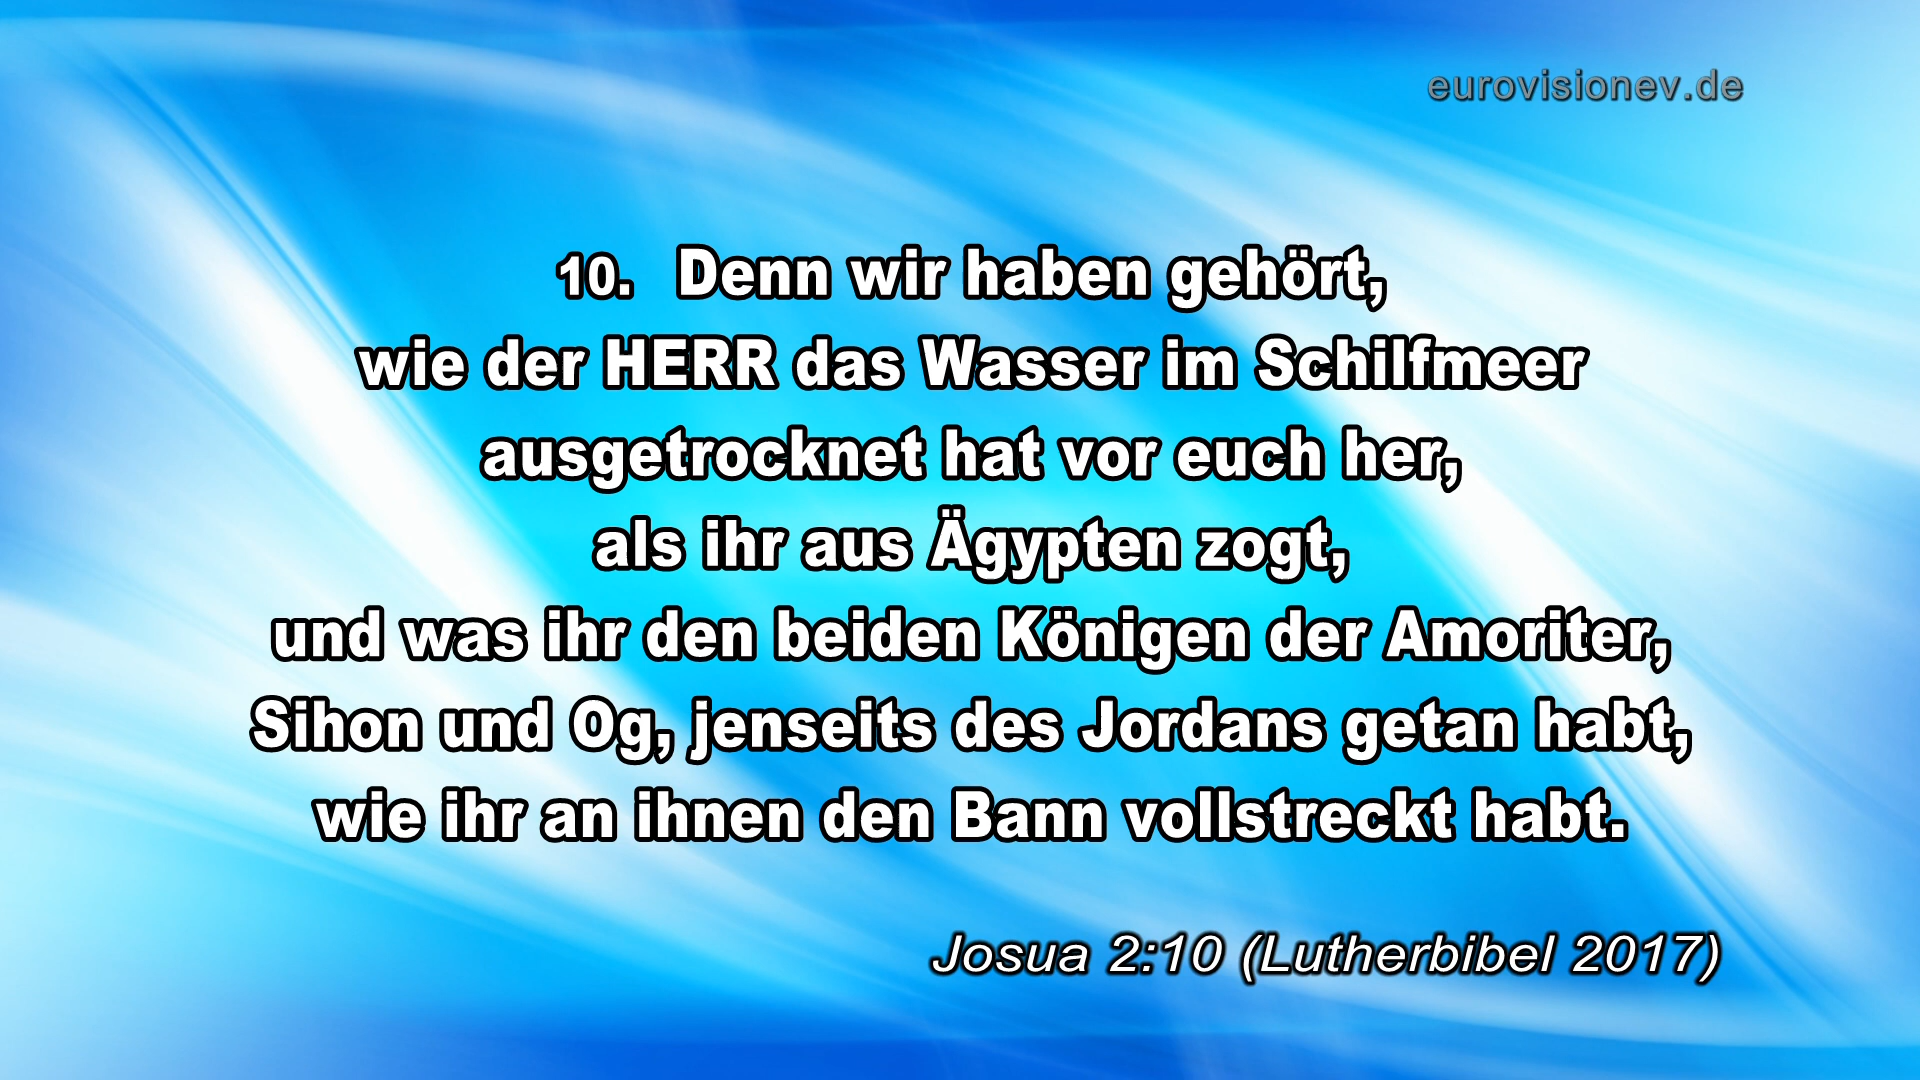 eurovisionev.de
10. Denn wir haben gehört,
wie der HERR das Wasser im Schilfmeer
ausgetrocknet hat vor euch her,
als ihr aus Ägypten zogt,
und was ihr den beiden Königen der Amoriter,
Sihon und Og, jenseits des Jordans getan habt,
wie ihr an ihnen den Bann vollstreckt habt.
Josua 2:10 (Lutherbibel 2017)